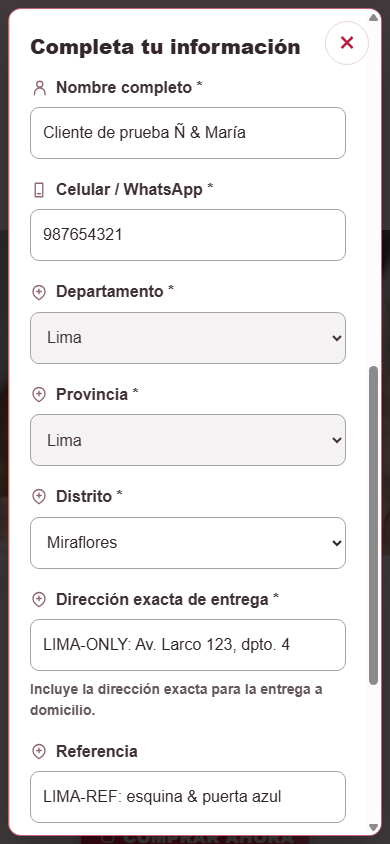 Completa tu información
Nombre completo *
Cliente de prueba Ñ & María
Celular / WhatsApp *
987654321
Departamento *
Lima
Provincia *
Lima
Distrito *
Miraflores
Dirección exacta de entrega *
LIMA-ONLY: Av. Larco 123, dpto. 4
Incluye la dirección exacta para la entrega a
domicilio.
Referencia
LIMA-REF: esquina & puerta azul
COMPRAR AHORA